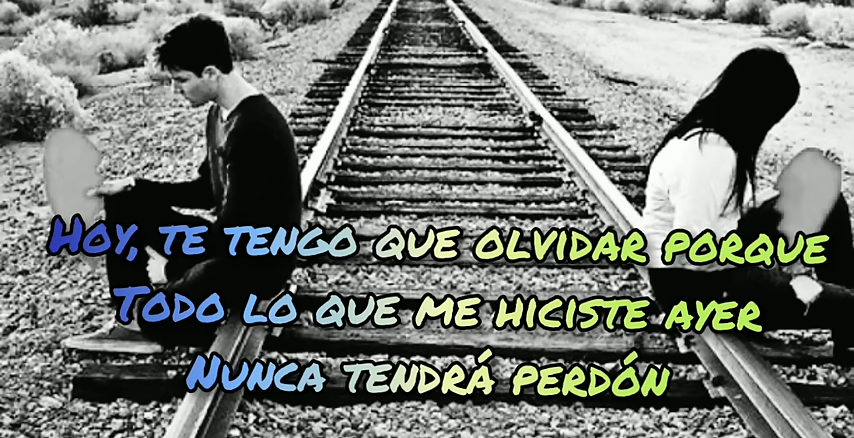 Hoy, te tengo que olvidar porque
Todo lo que me hiciste ayer
Nunca tendrá perdón